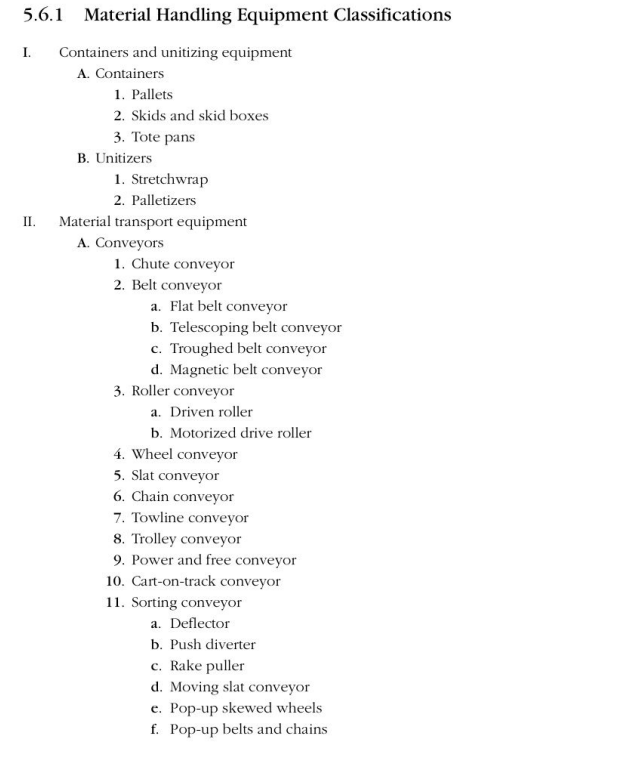 5.6.1 Material Handling Equipment Classifications
I. Containers and unitizing equipment
A. Containers
1. Pallets
2. Skids and skid boxes
3. Tote pans
B. Unitizers
1. Stretchwrap
2. Palletizers
II. Material transport equipment
A. Conveyors
1. Chute conveyor
2. Belt conveyor
a. Flat belt conveyor
b. Telescoping belt conveyor
c. Troughed belt conveyor
d. Magnetic belt conveyor
3. Roller conveyor
a. Driven roller
b. Motorized drive roller
4. Wheel conveyor
5. Slat conveyor
6. Chain conveyor
7. Towline conveyor
8. Trolley conveyor
9. Power and free conveyor
10. Cart-on-track conveyor
11. Sorting conveyor
a. Deflector
b. Push diverter
c. Rake puller
d. Moving slat conveyor
e. Pop-up skewed wheels
f. Pop-up belts and chains